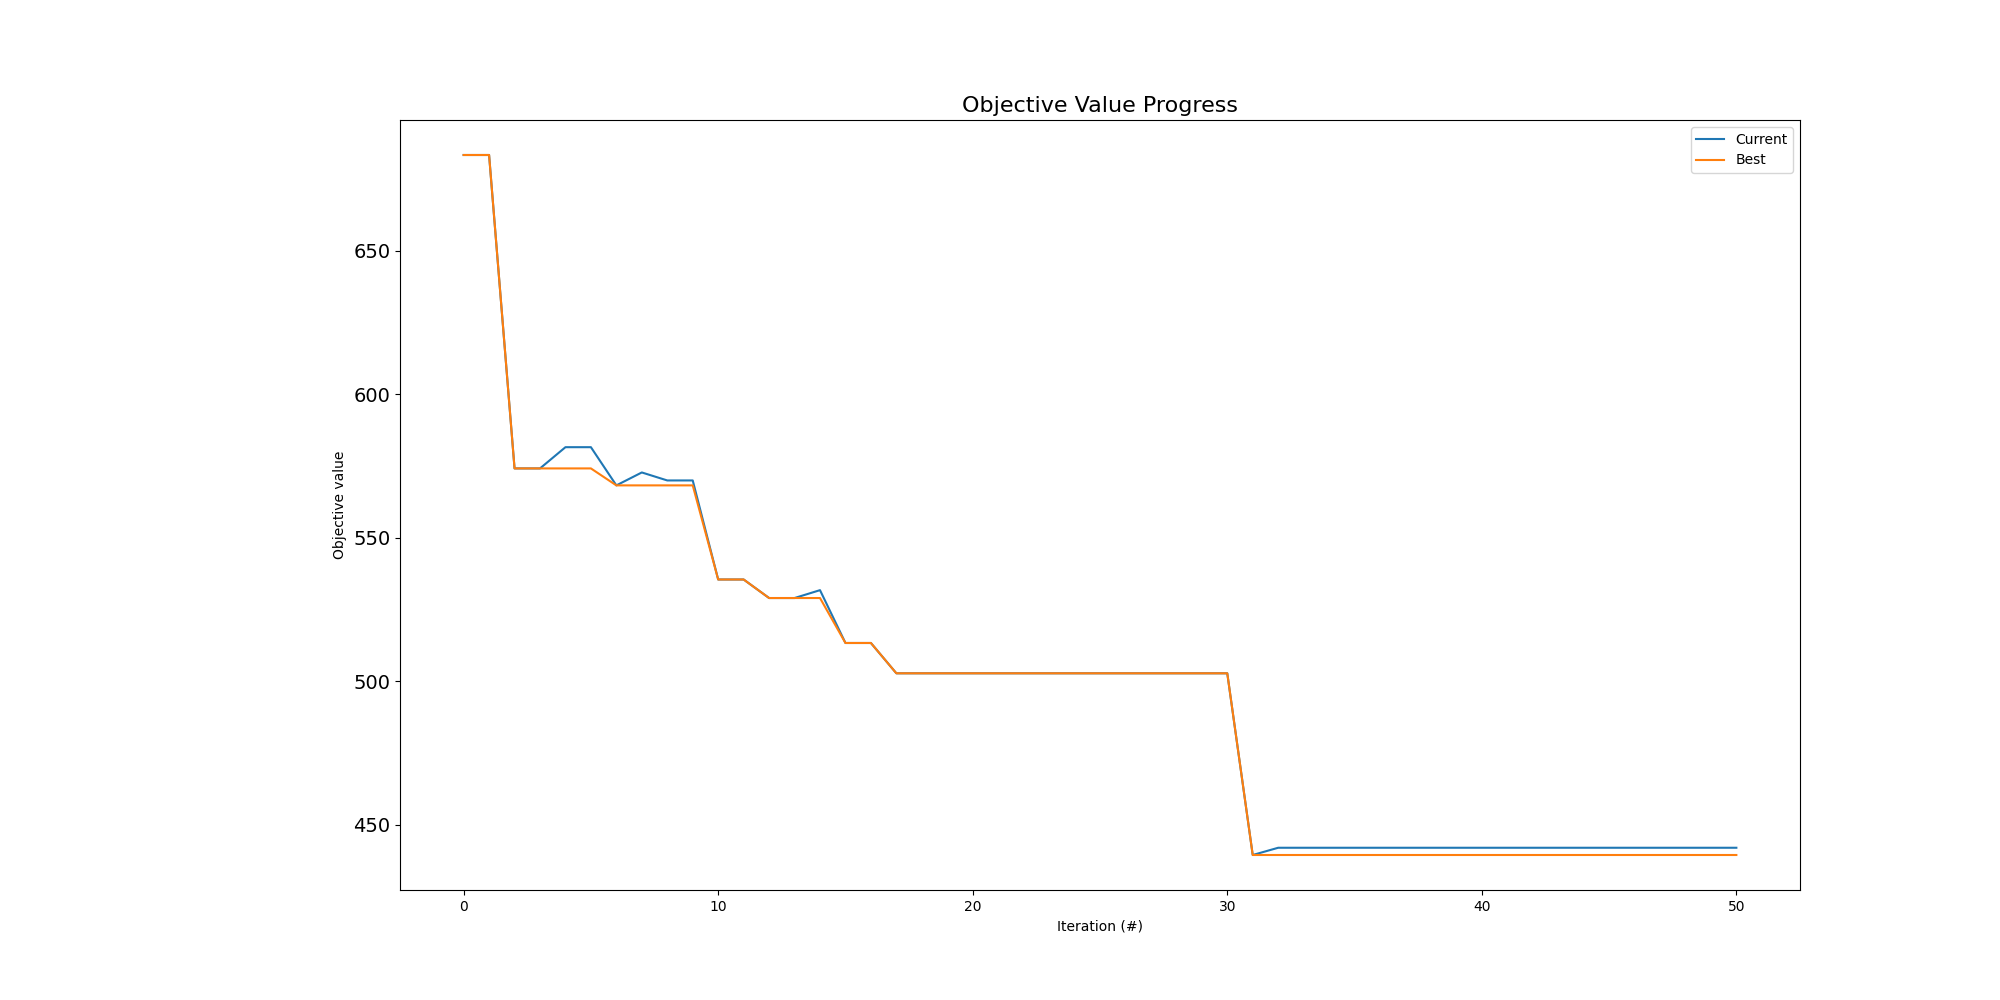 Objective Value Progress
Current
Best
650
600
550
500
450
Objective value
0 10 20 30 40 50
Iteration (#)